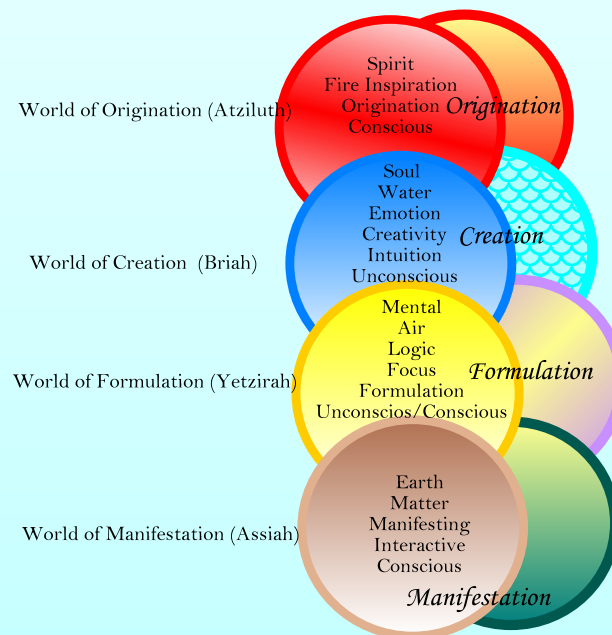 Spirit
Fire Inspiration
World of Origination (Atziluth)
Origination
Conscious
Origination
Soul
Water
Emotion
Creativity
Intuition
Unconscious
Creation
World of Creation (Briah)
Mental
Air
Logic
Focus
Formulation
Unconscios/Conscious
Formulation
World of Formulation (Yetzirah)
Earth
Matter
Manifesting
Interactive
Conscious
World of Manifestation (Assiah)
Manifestation